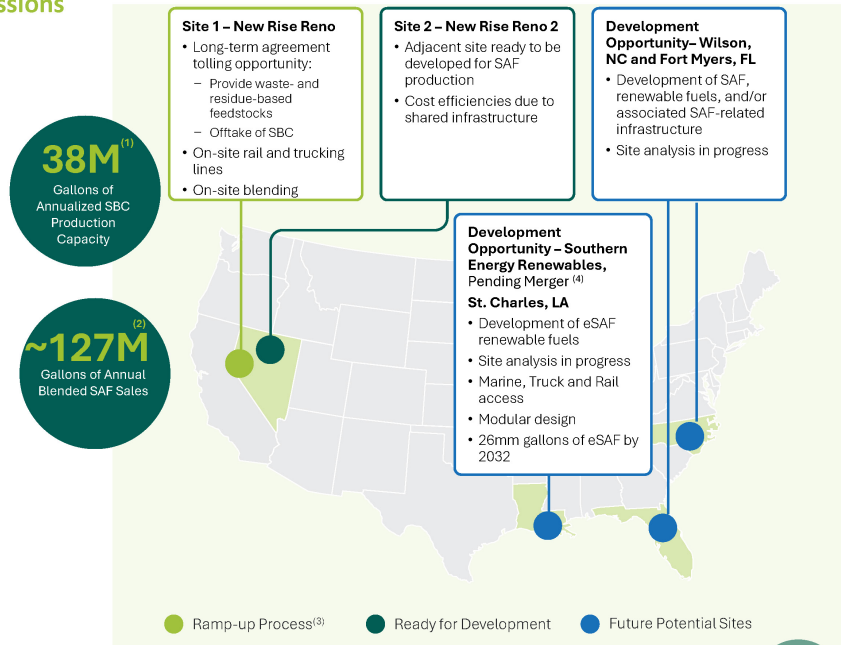 ssions
Site 1 – New Rise Reno
• Long-term agreement
tolling opportunity:
– Provide waste- and
residue-based
feedstocks
– Offtake of SBC
• On-site rail and trucking
lines
• On-site blending
Site 2 – New Rise Reno 2
• Adjacent site ready to be
developed for SAF
production
• Cost efficiencies due to
shared infrastructure
Development
Opportunity– Wilson,
NC and Fort Myers, FL
• Development of SAF,
renewable fuels, and/or
associated SAF-related
infrastructure
• Site analysis in progress
38M(1)
Gallons of
Annualized SBC
Production
Capacity
~127M(2)
Gallons of Annual
Blended SAF Sales
Development
Opportunity – Southern
Energy Renewables,
Pending Merger (4)
St. Charles, LA
• Development of eSAF
renewable fuels
• Site analysis in progress
• Marine, Truck and Rail
access
• Modular design
• 26mm gallons of eSAF by
2032
Ramp-up Process(3)
Ready for Development
Future Potential Sites